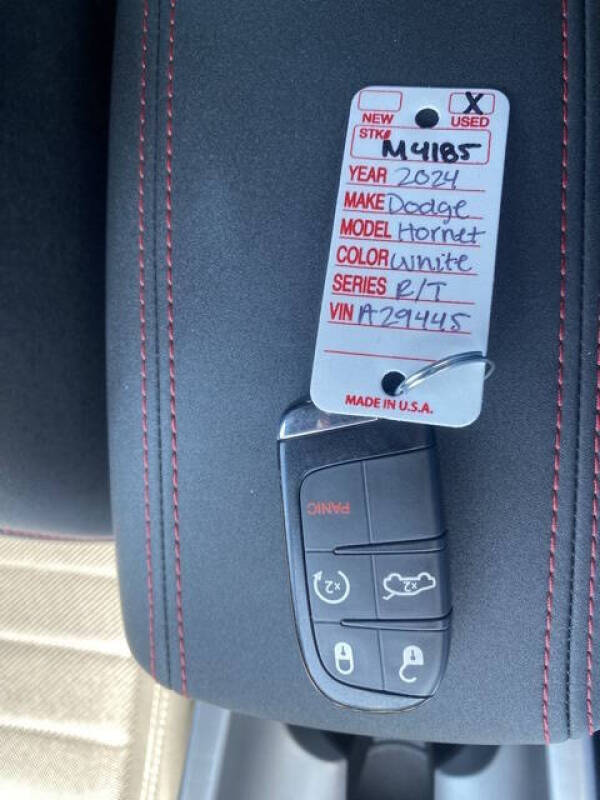 X
NEW USED
STK# M4185
YEAR 2024
MAKE Dodge
MODEL Hornet
COLOR White
SERIES R/T
VIN A29445
MADE IN U.S.A.
PANIC
x2 x2